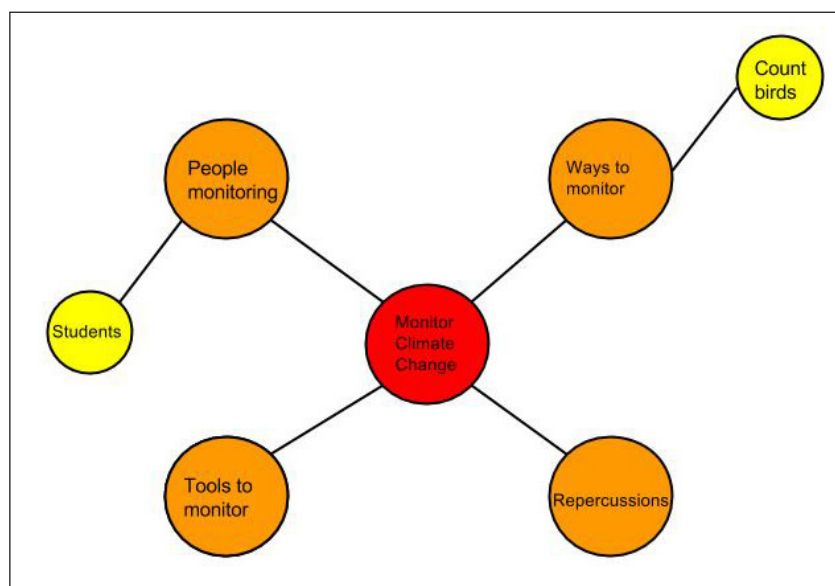 Count
birds
People
monitoring
Ways to
monitor
Students
Monitor
Climate
Change
Tools to
monitor
Repercussions